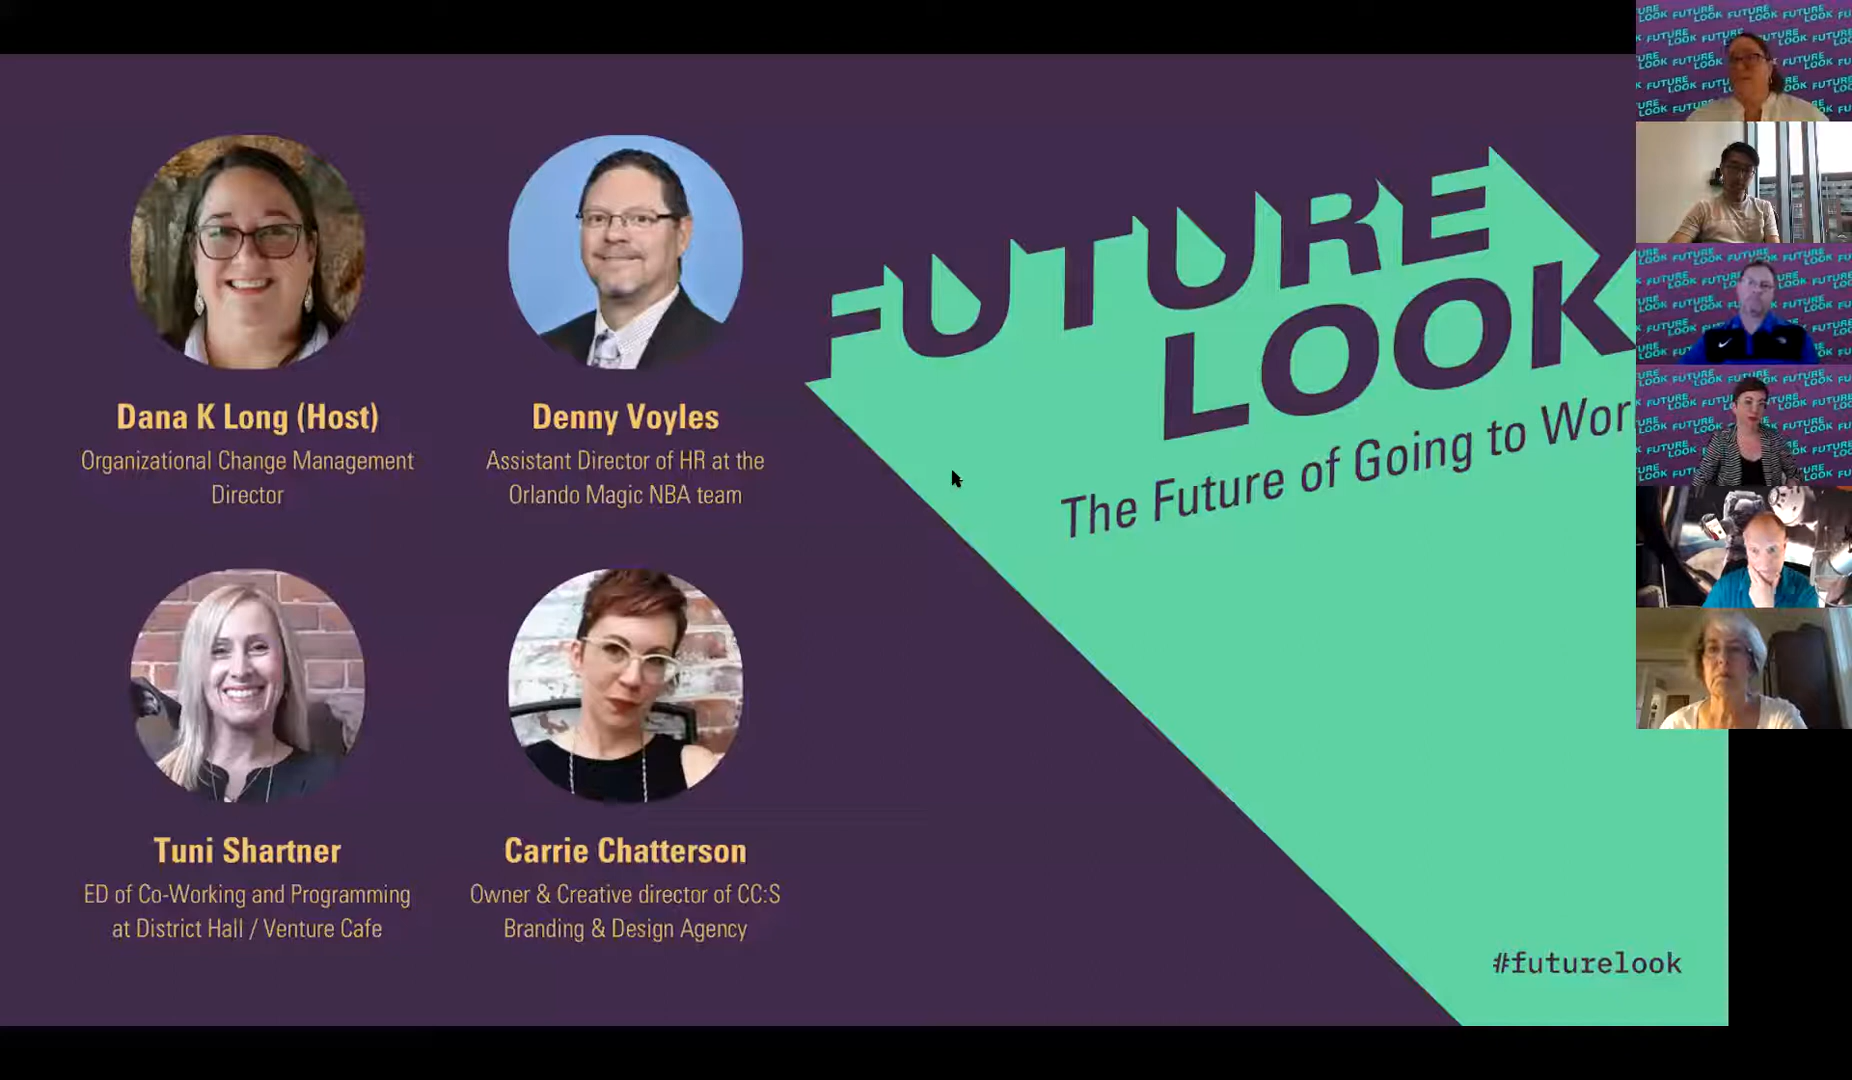 Dana K Long (Host)
Organizational Change Management
Director
Denny Voyles
Assistant Director of HR at the
Orlando Magic NBA team
Tuni Shartner
ED of Co-Working and Programming
at District Hall / Venture Cafe
Carrie Chatterson
Owner & Creative director of CC:S
Branding & Design Agency
FUTURE
LOOK
The Future of Going to Wor
#futurelook
FUTURE LOOK